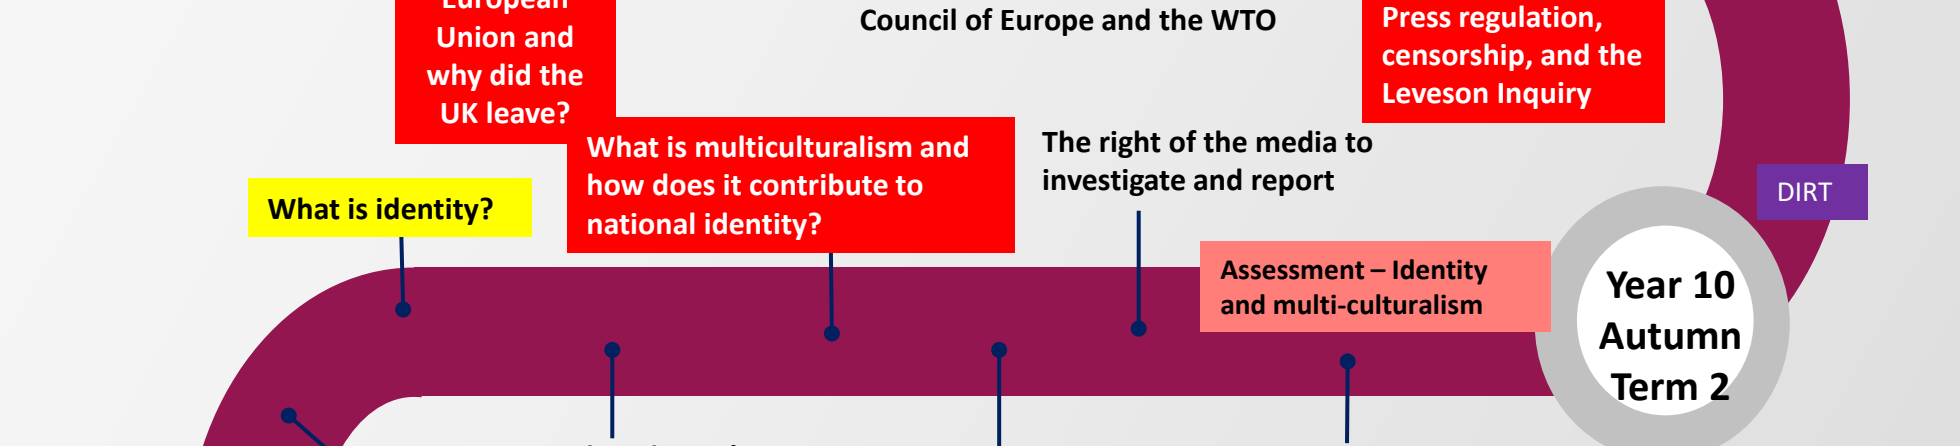 European
Union and
why did the
UK leave?
Council of Europe and the WTO
Press regulation,
censorship, and the
Leveson Inquiry
What is multiculturalism and
how does it contribute to
national identity?
The right of the media to
investigate and report
What is identity?
DIRT
Assessment – Identity
and multi-culturalism
Year 10
Autumn
Term 2